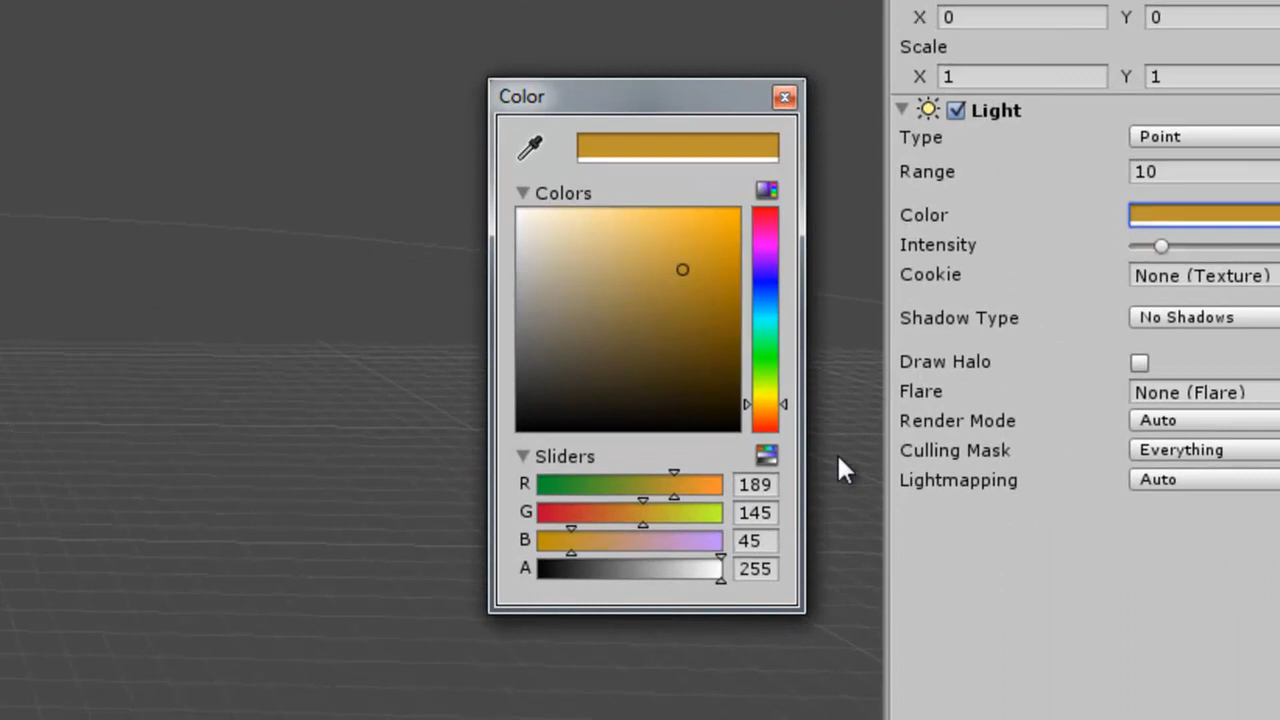 X 0 Y 0
Scale
X 1 Y 1
Light
Type Point
Range 10
Color
Intensity
Cookie None (Texture)
Shadow Type No Shadows
Draw Halo
Flare None (Flare)
Render Mode Auto
Culling Mask Everything
Lightmapping Auto
Color
Colors
Sliders
R 189
G 145
B 45
A 255